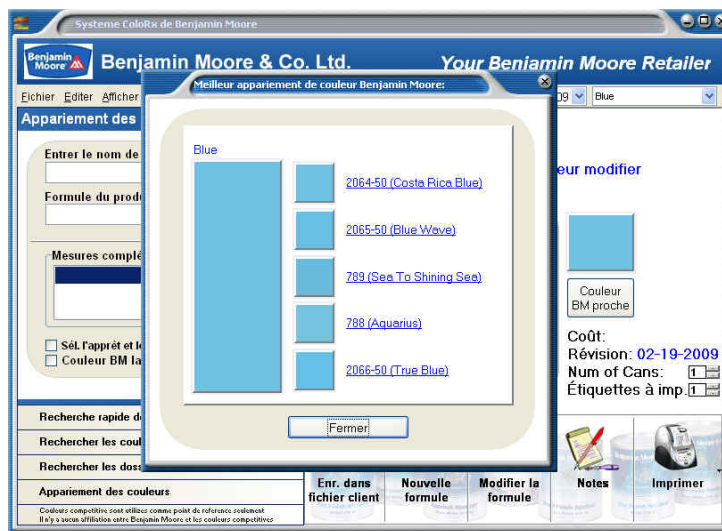 Systeme ColoRx de Benjamin Moore
Benjamin Moore
Benjamin Moore & Co. Ltd.
Your Benjamin Moore Retailer
Fichier Editer Afficher
09
Blue
Appariement des
Entrer le nom de
Formule du produ
Mesures complé
Sél. l'apprêt et le
Couleur BM la
Recherche rapide d
Rechercher les coul
Rechercher les dos
Appariement des couleurs
Couleurs competitive sont utilizes comme point de reference seulement
Il n'y a aucun affiliation entre Benjamin Moore et les couleurs competitives
Meilleur appariement de couleur Benjamin Moore:
Blue
2064-50 (Costa Rica Blue)
2065-50 (Blue Wave)
789 (Sea To Shining Sea)
788 (Aquarius)
2066-50 (True Blue)
Fermer
eur modifier
Couleur
BM proche
Coût:
Révision: 02-19-2009
Num of Cans: 1
Étiquettes à imp. 1
Enr. dans
fichier client
Nouvelle
formule
Modifier la
formule
Notes
Imprimer